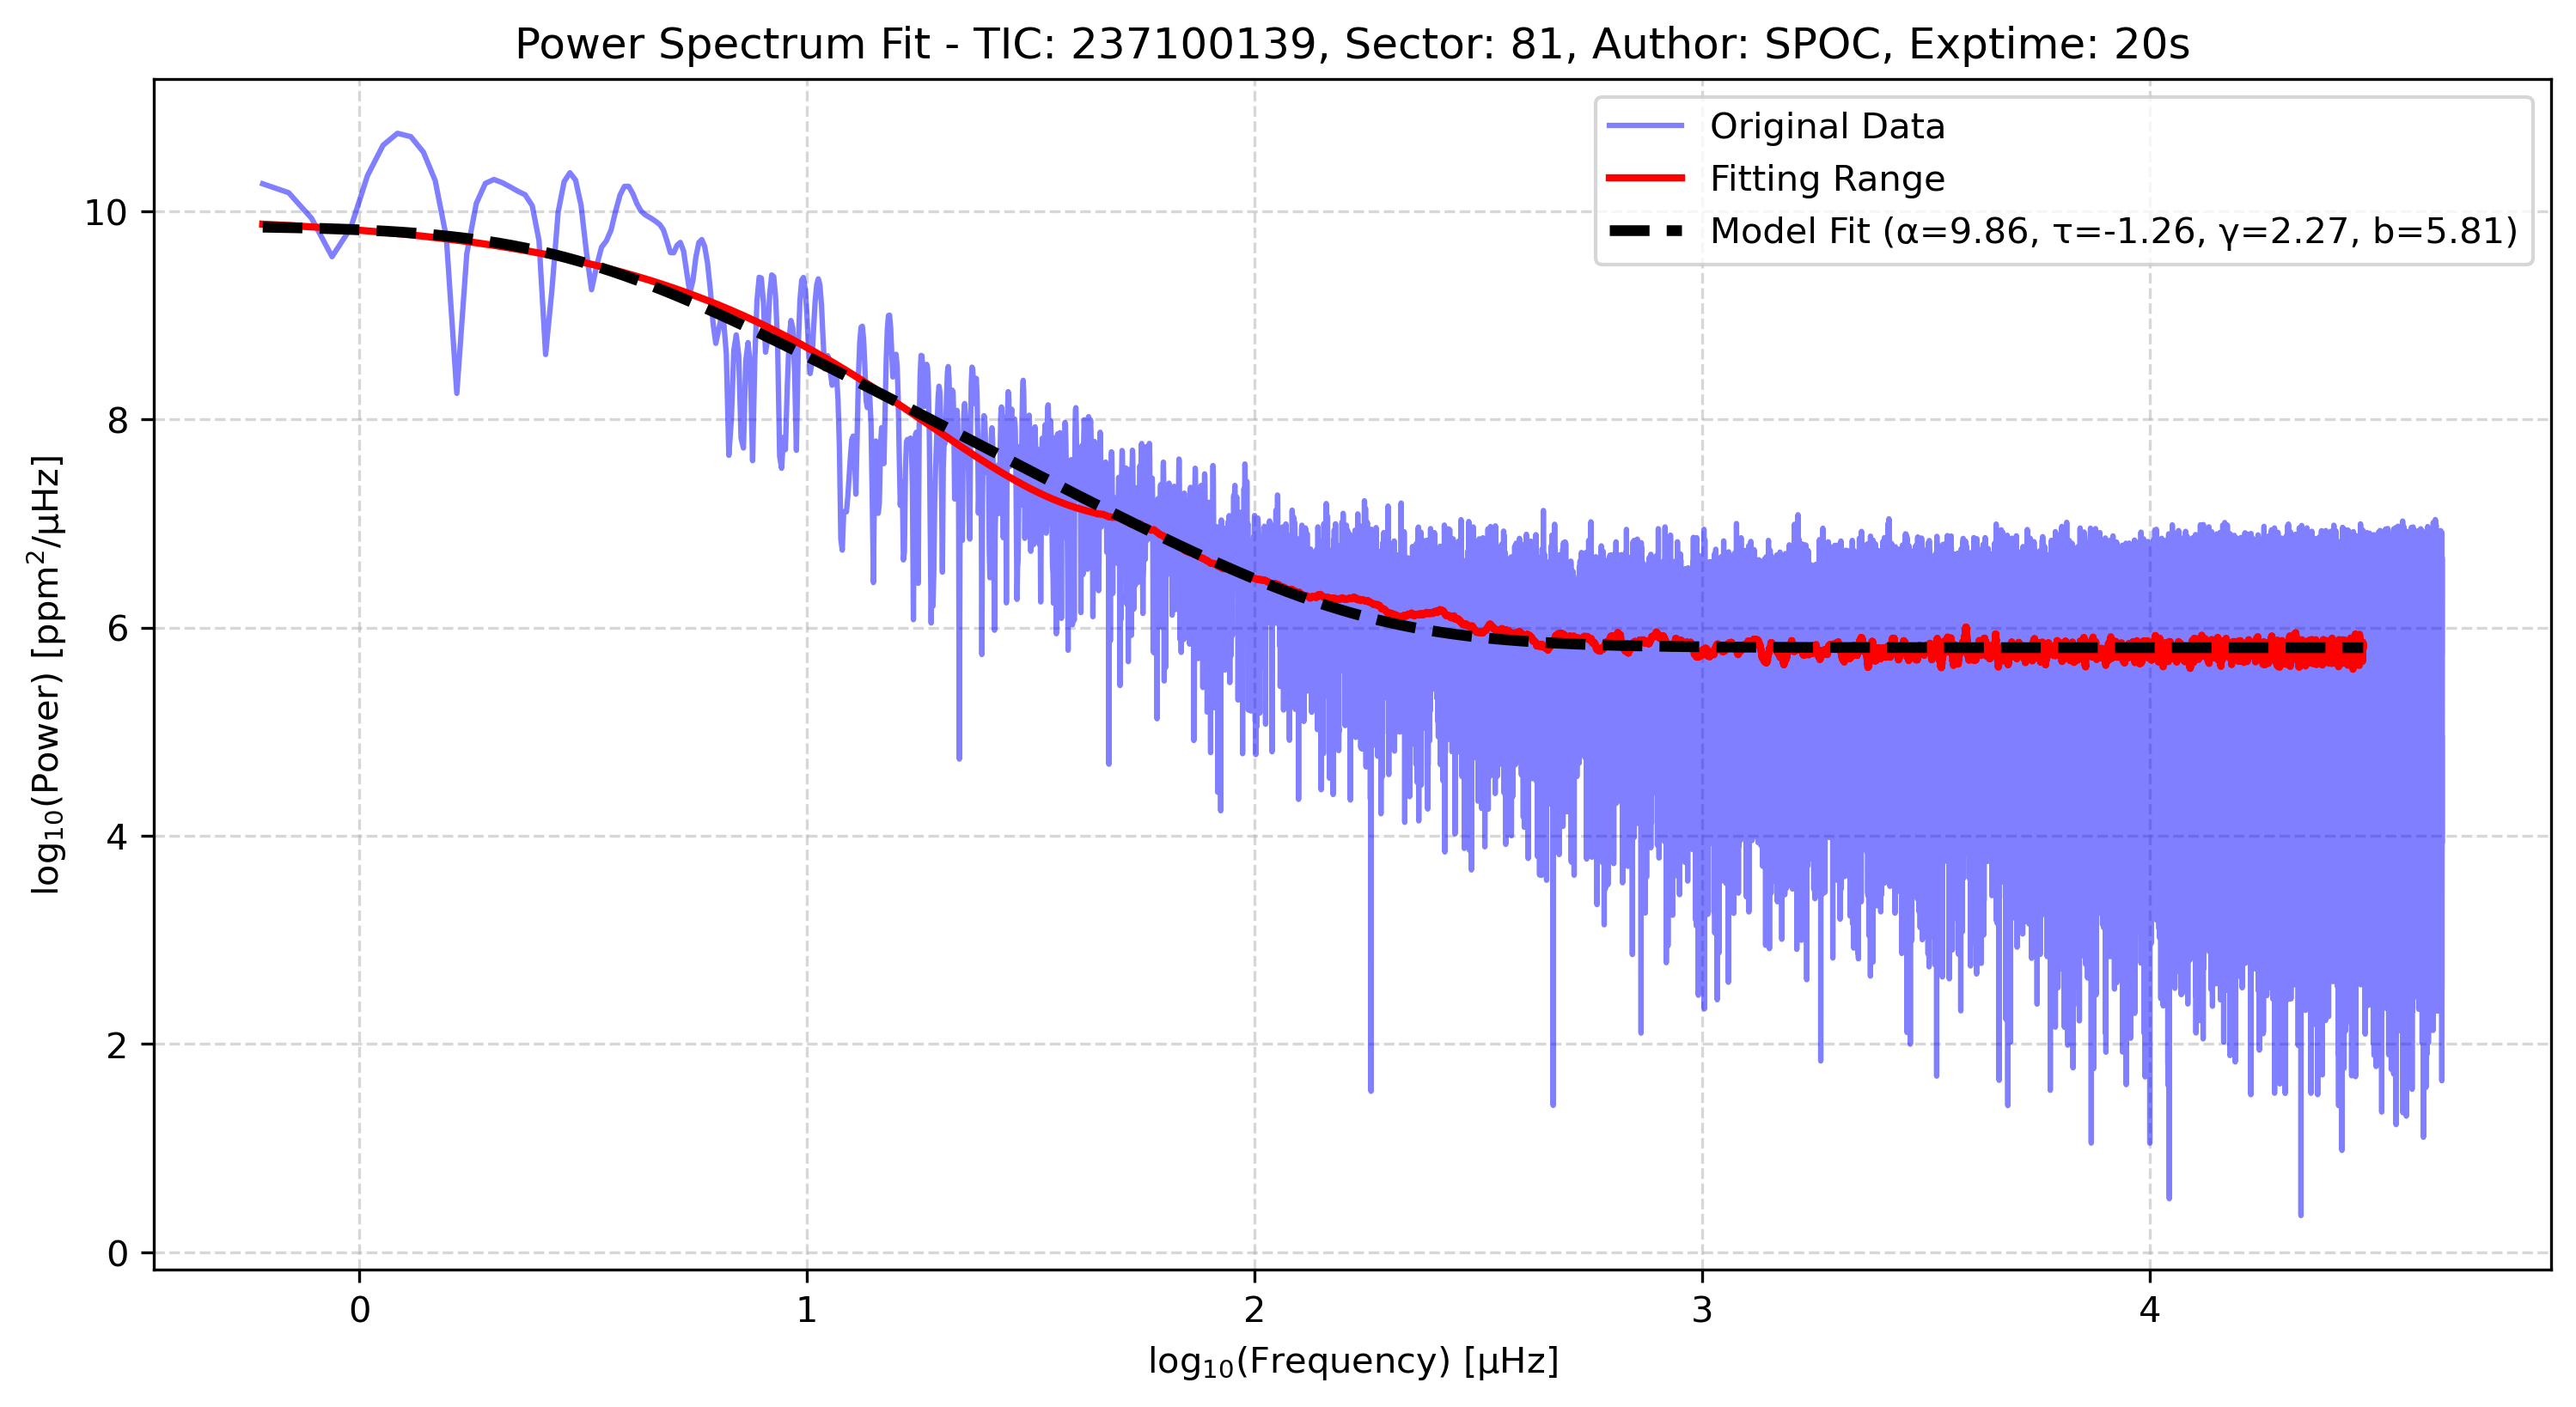 Power Spectrum Fit - TIC: 237100139, Sector: 81, Author: SPOC, Exptime: 20s
Original Data
Fitting Range
Model Fit (α=9.86, τ=-1.26, γ=2.27, b=5.81)
log₁₀(Power) [ppm²/μHz]
10
8
6
4
2
0
0 1 2 3 4
log₁₀(Frequency) [μHz]